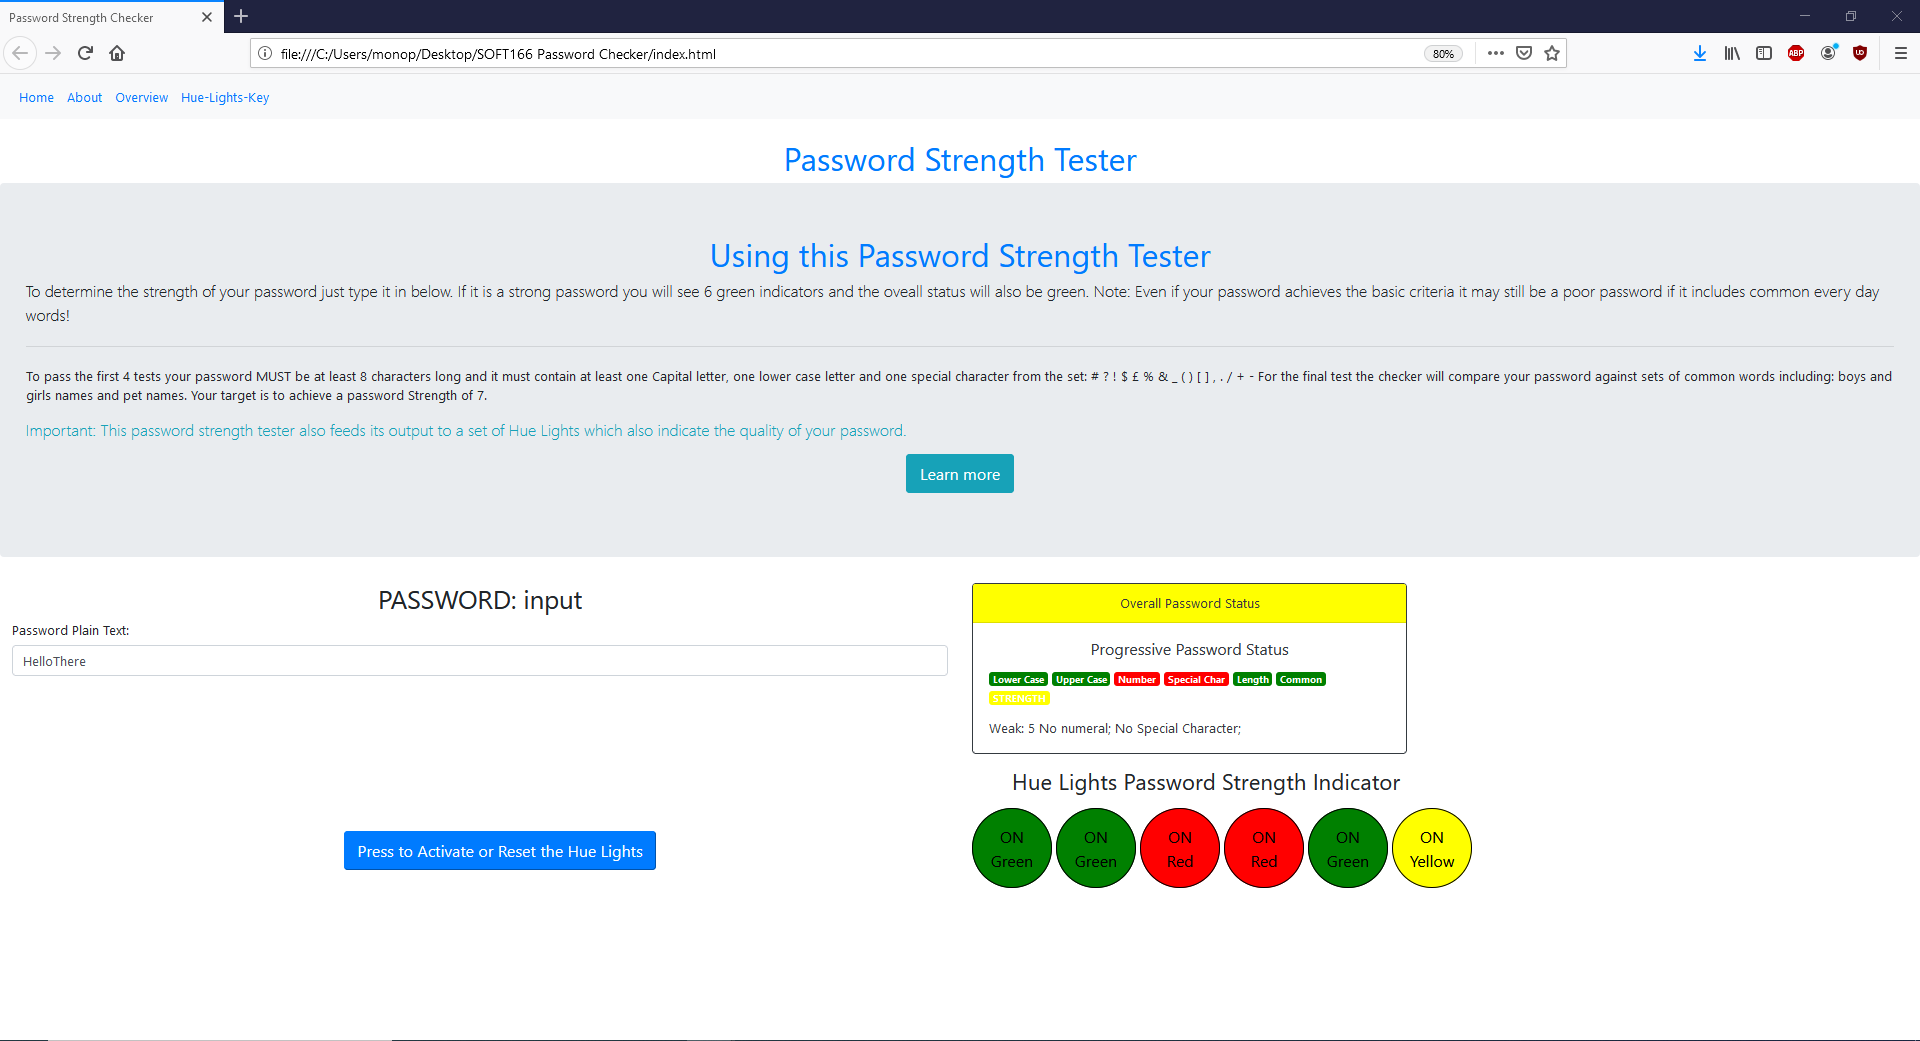 Password Strength Checker
file:///C:/Users/monop/Desktop/SOFT166 Password Checker/index.html
80%
ABP
Home About Overview Hue-Lights-Key
Password Strength Tester
Using this Password Strength Tester
To determine the strength of your password just type it in below. If it is a strong password you will see 6 green indicators and the oveall status will also be green. Note: Even if your password achieves the basic criteria it may still be a poor password if it includes common every day
words!
To pass the first 4 tests your password MUST be at least 8 characters long and it must contain at least one Capital letter, one lower case letter and one special character from the set: # ? ! $ £ % & _ ( ) [ ] , . / + - For the final test the checker will compare your password against sets of common words including: boys and
girls names and pet names. Your target is to achieve a password Strength of 7.
Important: This password strength tester also feeds its output to a set of Hue Lights which also indicate the quality of your password.
Learn more
PASSWORD: input
Password Plain Text:
HelloThere
Press to Activate or Reset the Hue Lights
Overall Password Status
Progressive Password Status
Lower Case Upper Case Number Special Char Length Common
STRENGTH
Weak: 5 No numeral; No Special Character;
Hue Lights Password Strength Indicator
ON ON ON ON ON ON
Green Green Red Red Green Yellow